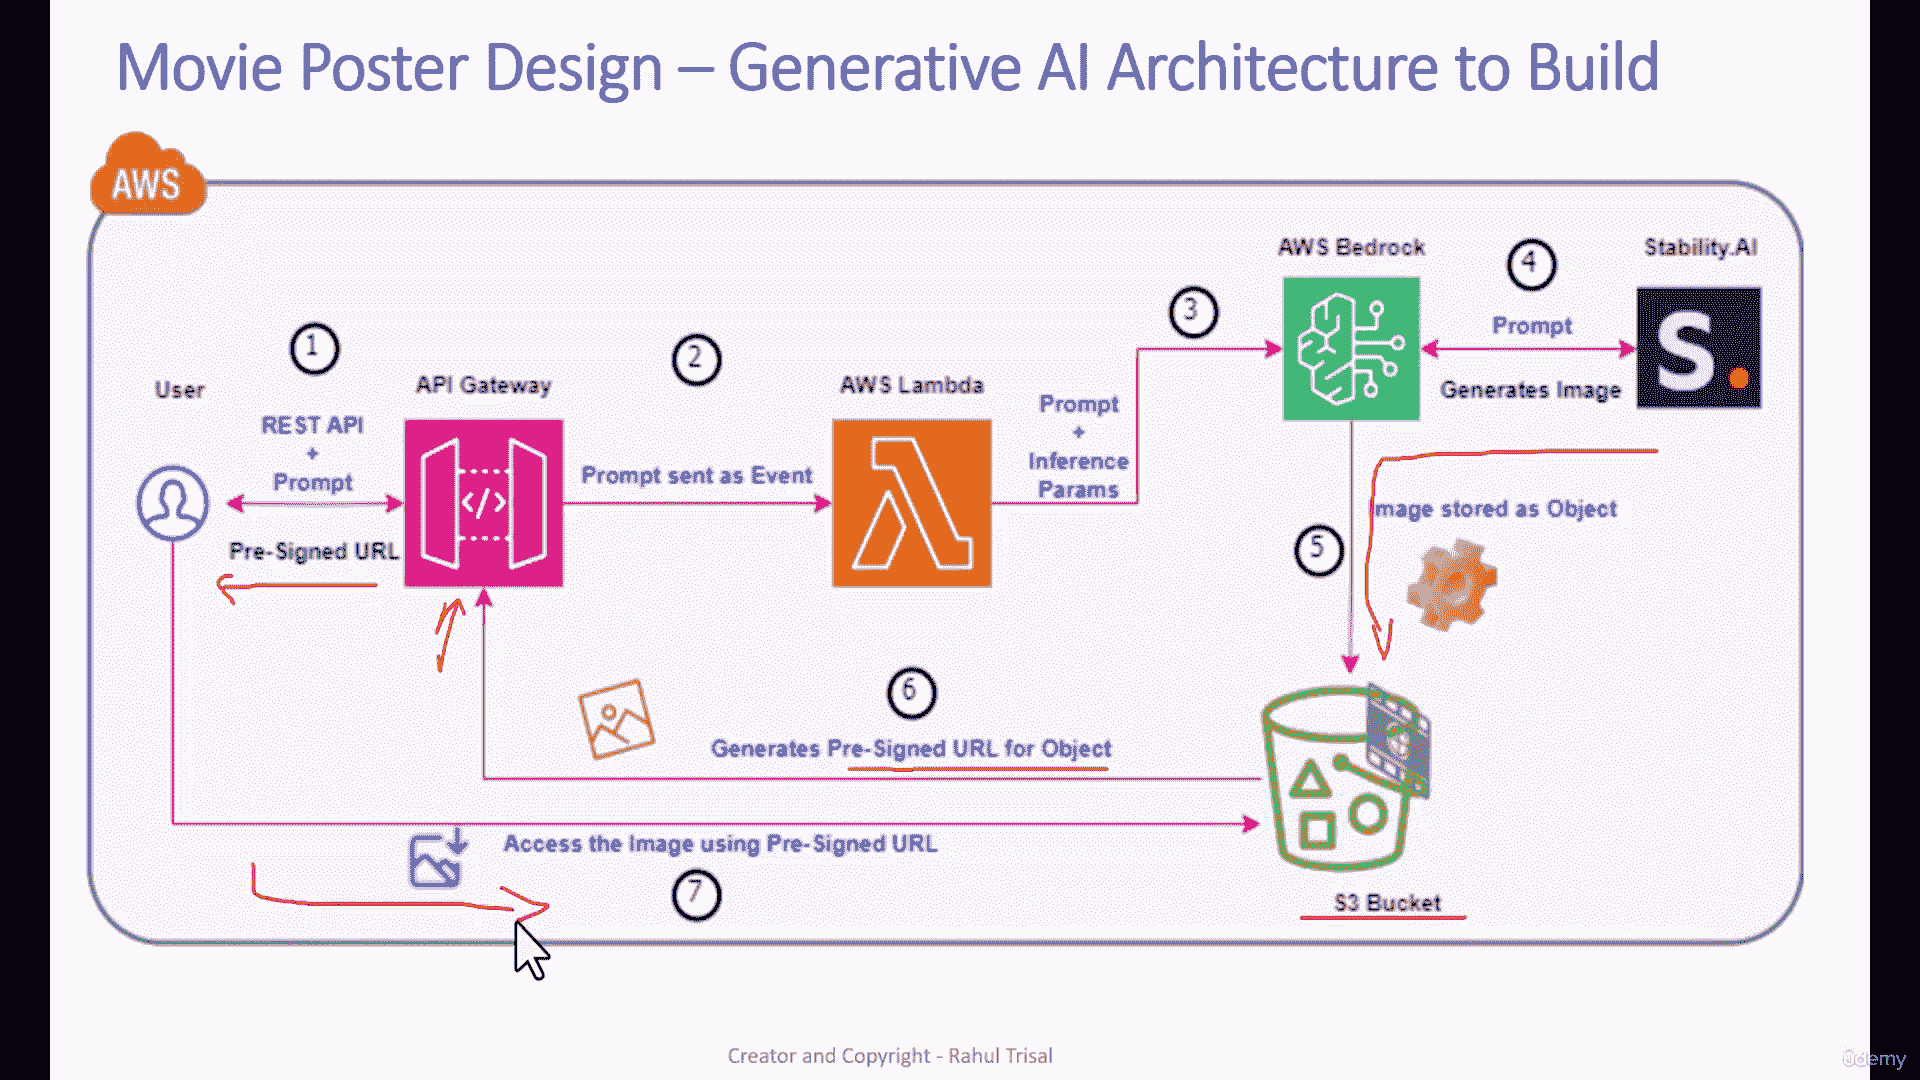 Movie Poster Design – Generative AI Architecture to Build
AWS
AWS Bedrock
4
Stability.AI
3
Prompt
1
2
User
API Gateway
AWS Lambda
Generates Image
REST API
+
Prompt
Prompt sent as Event
Prompt
+
Inference
Params
S.
</>
Pre-Signed URL
5
mage stored as Object
6
Generates Pre-Signed URL for Object
Access the Image using Pre-Signed URL
7
S3 Bucket
Creator and Copyright - Rahul Trisal
ûdemy